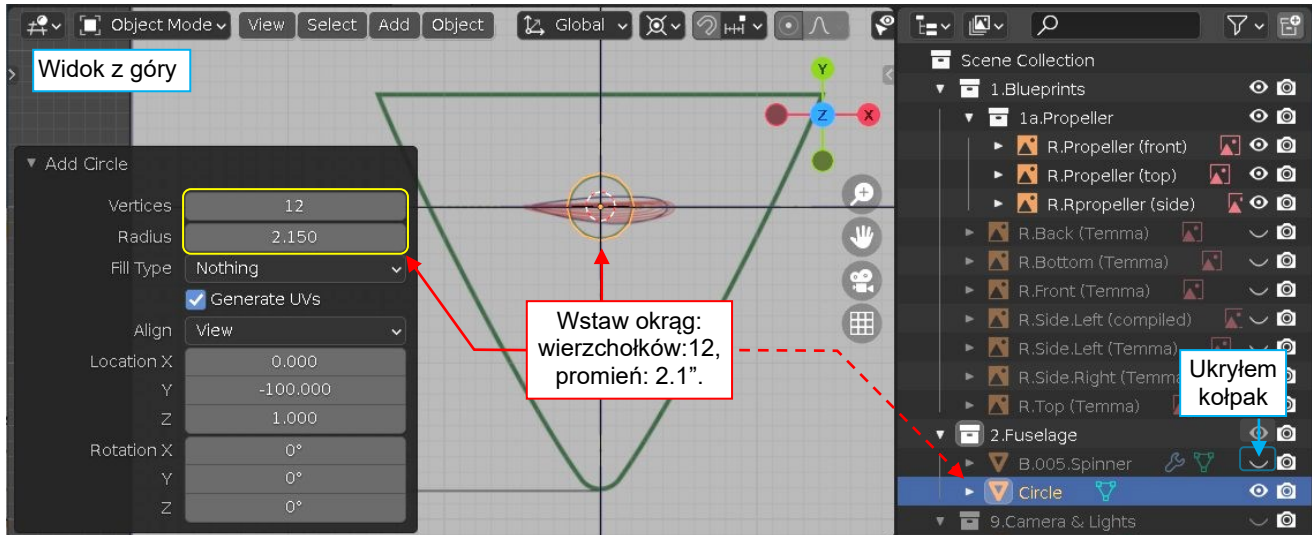 Object Mode View Select Add Object Global
Widok z góry
Y
Z
X
Add Circle
Vertices 12
Radius 2.150
Fill Type Nothing
Generate UVs
Align View
Location X 0.000
Y -100.000
Z 1.000
Rotation X 0°
Y 0°
Z 0°
Wstaw okrąg:
wierzchołków:12,
promień: 2.1”.
Scene Collection
1.Blueprints
1a.Propeller
R.Propeller (front)
R.Propeller (top)
R.Rpropeller (side)
R.Back (Temma)
R.Bottom (Temma)
R.Front (Temma)
R.Side.Left (compiled)
R.Side.Left (Temma)
R.Side.Right (Temma
R.Top (Temma)
Ukryłem
kołpak
2.Fuselage
B.005.Spinner
Circle
9.Camera & Lights